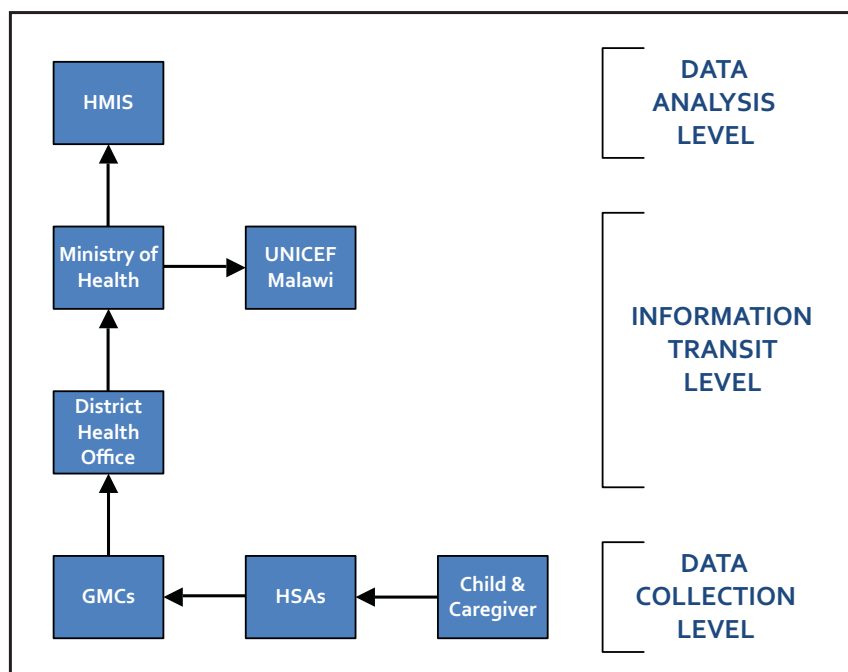 HMIS
DATA
ANALYSIS
LEVEL
Ministry of
Health
UNICEF
Malawi
INFORMATION
TRANSIT
LEVEL
District
Health
Office
GMCs
HSAs
Child &
Caregiver
DATA
COLLECTION
LEVEL